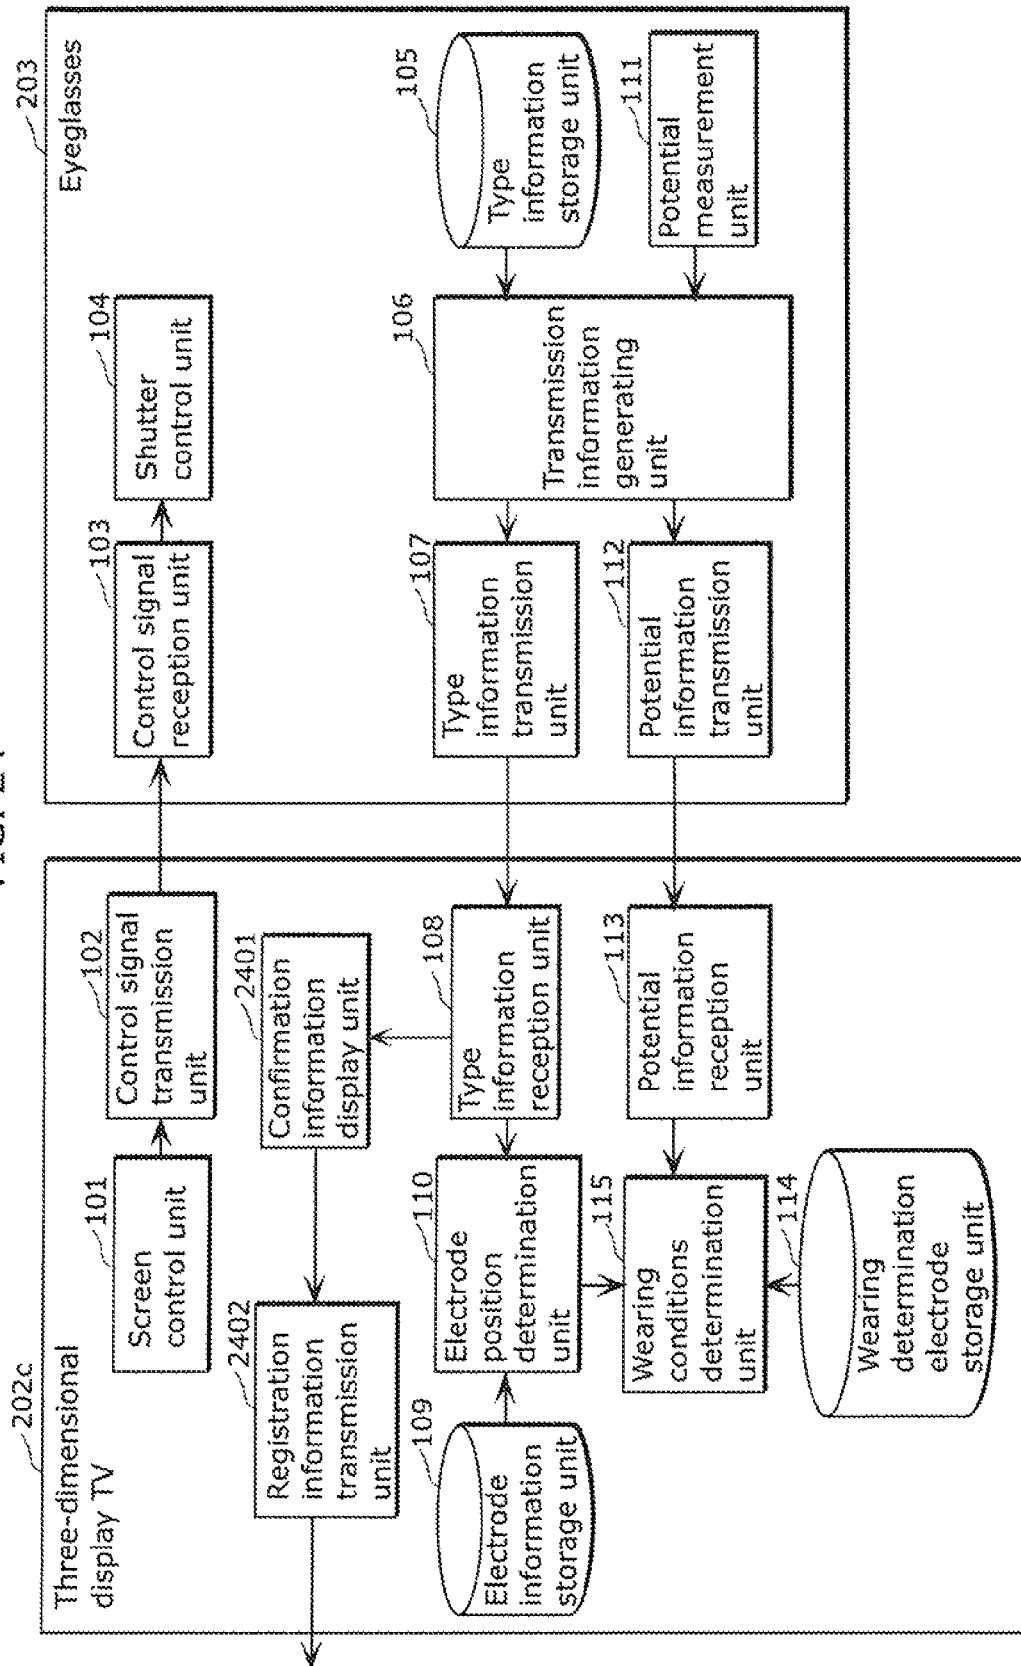 202c
Three-dimensional
display TV
101
Screen
control unit
102
Control signal
transmission
unit
2402
Registration
information
transmission
unit
2401
Confirmation
information
display unit
109
Electrode
information
storage unit
110
Electrode
position
determination
unit
108
Type
information
reception unit
115
Wearing
conditions
determination
unit
113
Potential
information
reception
unit
114
Wearing
determination
electrode
storage unit
203
Eyeglasses
103
Control signal
reception unit
104
Shutter
control unit
107
Type
information
transmission
unit
106
Transmission
information
generating
unit
105
Type
information
storage unit
112
Potential
information
transmission
unit
111
Potential
measurement
unit